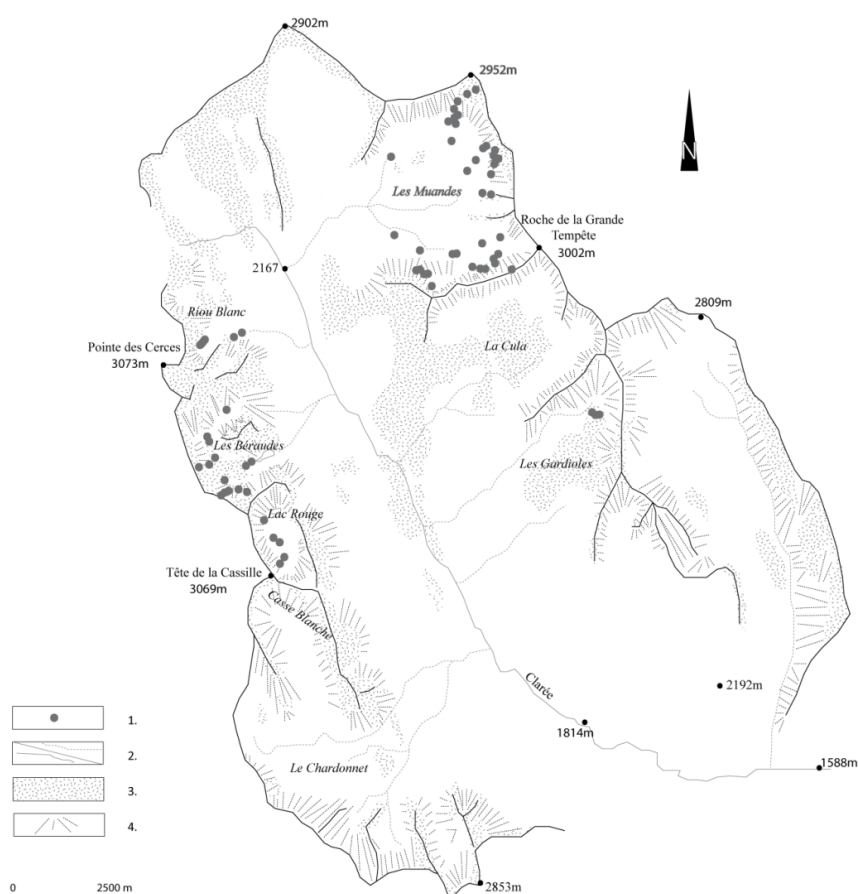 2902m
2952m
N
Les Muandes
Roche de la Grande
Tempête
3002m
2167
2809m
Riou Blanc
Pointe des Cerces
3073m
La Cula
Les Béraudes
Les Gardioles
Lac Rouge
Tête de la Cassille
3069m
Casse Blanche
Clarée
2192m
1814m
1588m
Le Chardonnet
1.
2.
3.
4.
0 2500 m
2853m